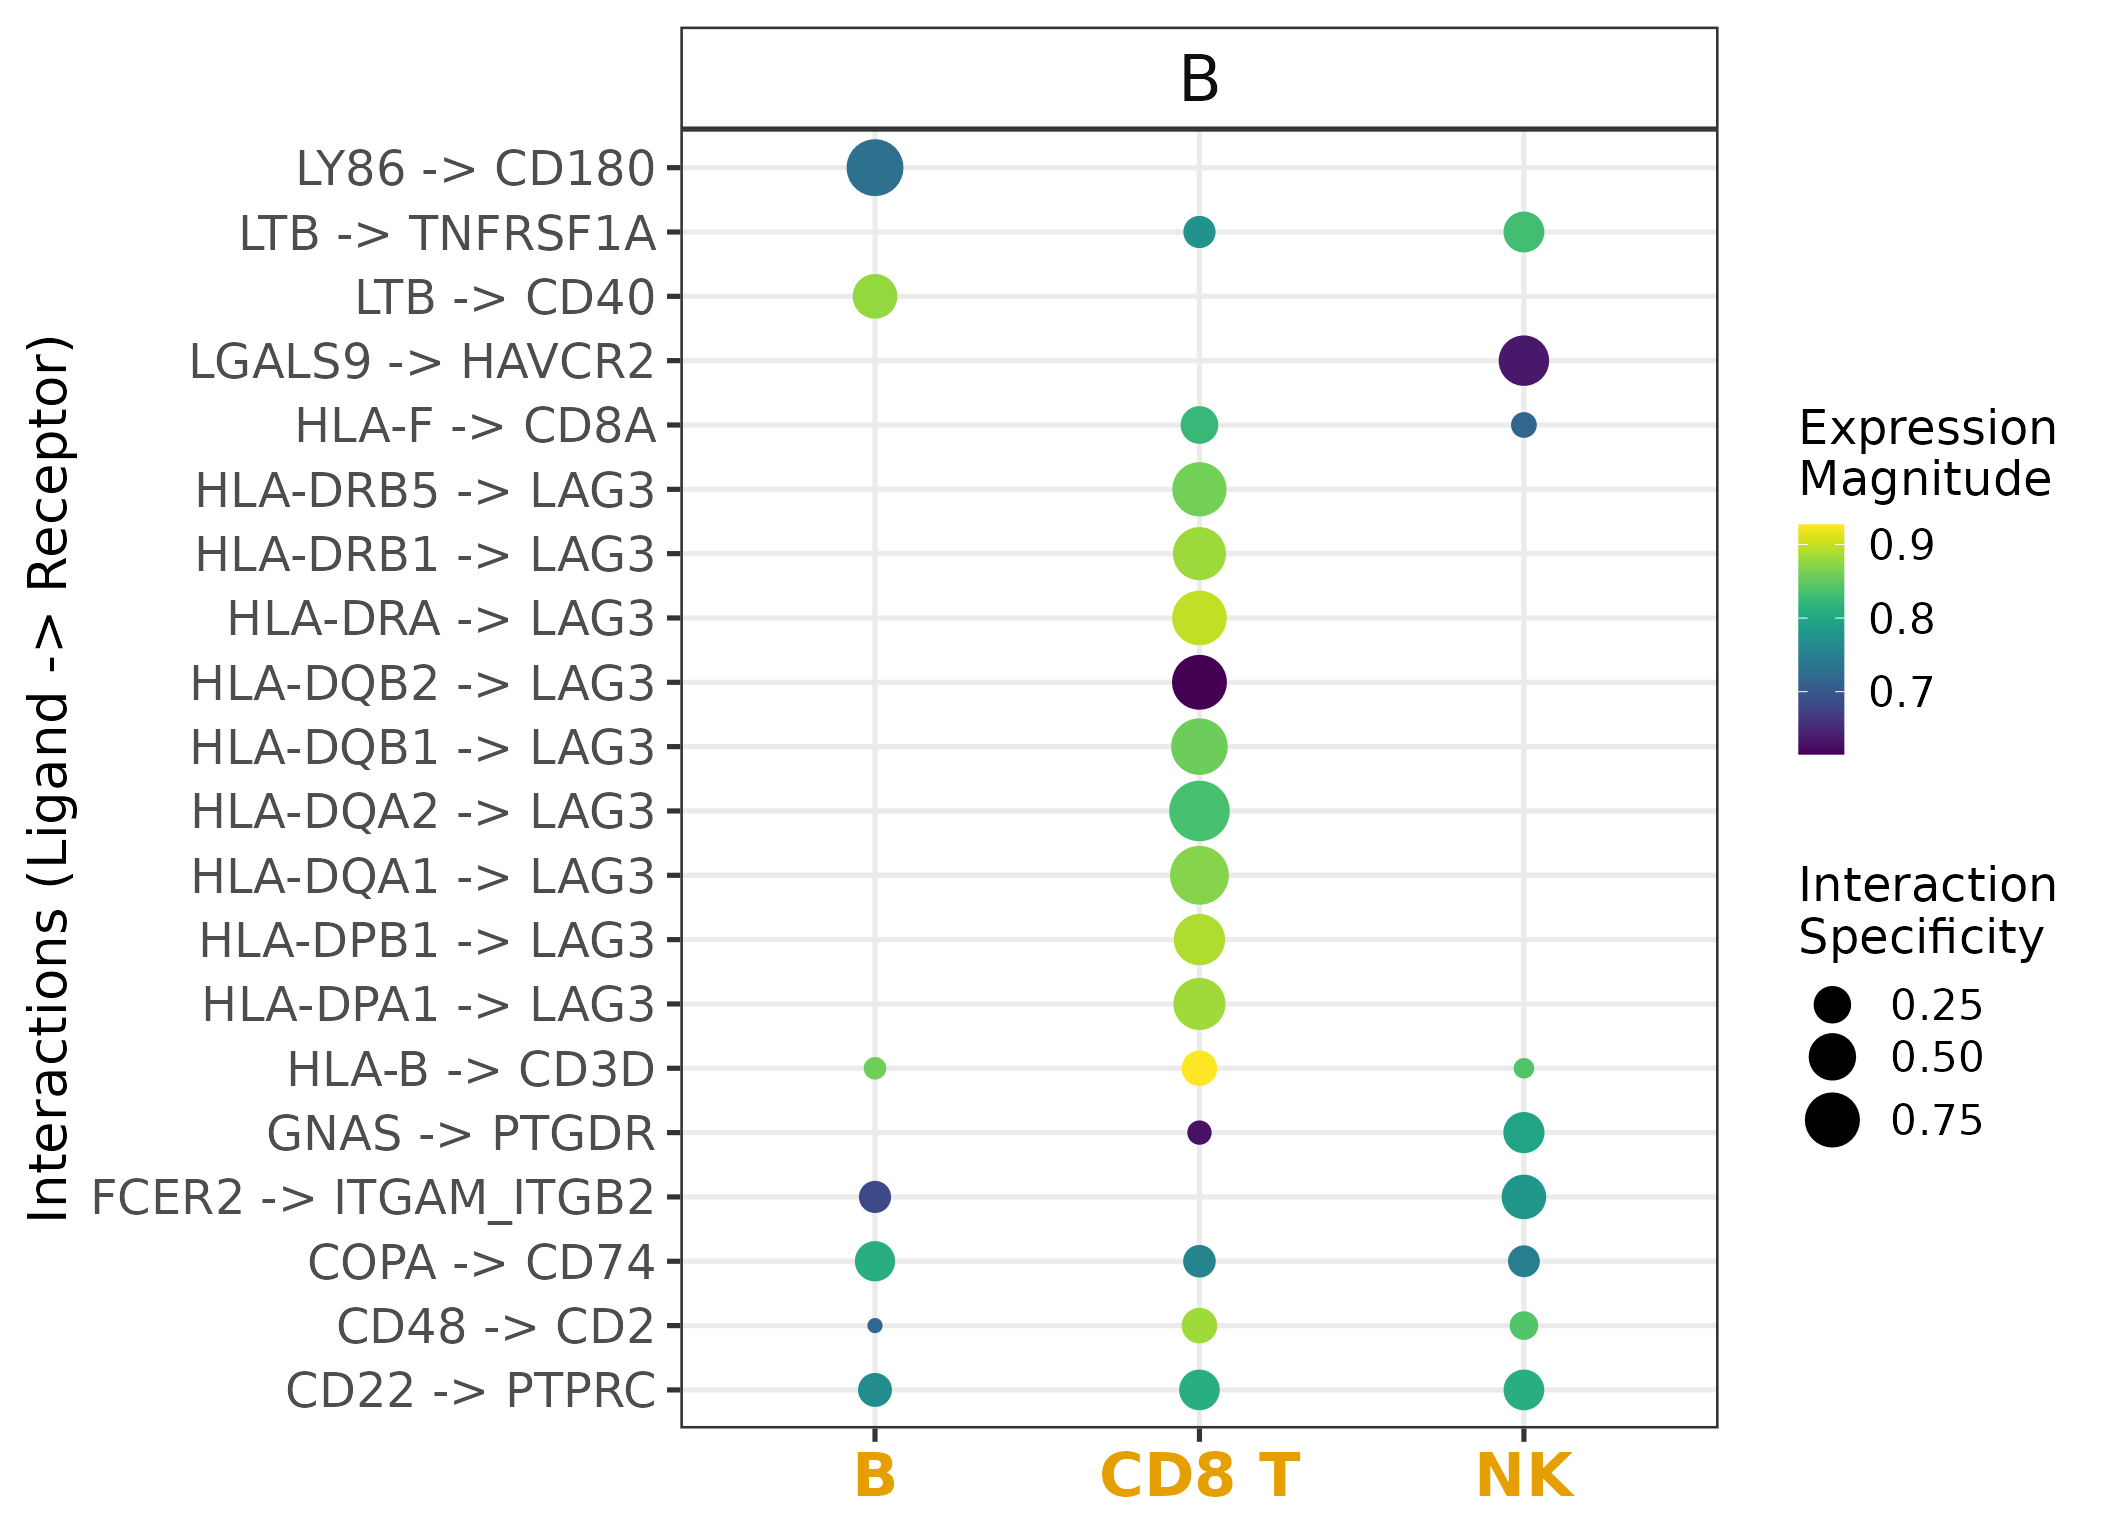 B
Interactions (Ligand -> Receptor)
LY86 -> CD180
LTB -> TNFRSF1A
LTB -> CD40
LGALS9 -> HAVCR2
HLA-F -> CD8A
HLA-DRB5 -> LAG3
HLA-DRB1 -> LAG3
HLA-DRA -> LAG3
HLA-DQB2 -> LAG3
HLA-DQB1 -> LAG3
HLA-DQA2 -> LAG3
HLA-DQA1 -> LAG3
HLA-DPB1 -> LAG3
HLA-DPA1 -> LAG3
HLA-B -> CD3D
GNAS -> PTGDR
FCER2 -> ITGAM_ITGB2
COPA -> CD74
CD48 -> CD2
CD22 -> PTPRC
B
CD8 T
NK
Expression
Magnitude
0.9
0.8
0.7
Interaction
Specificity
0.25
0.50
0.75